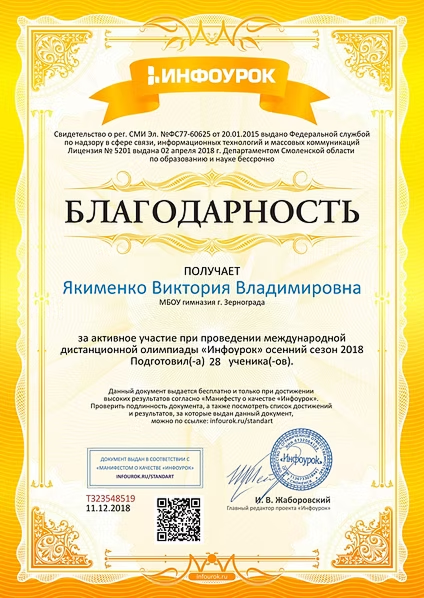 ИНФОУРОК
Свидетельство о рег. СМИ Эл. №ФС77-60625 от 20.01.2015 выдано Федеральной службой
по надзору в сфере связи, информационных технологий и массовых коммуникаций
Лицензия № 5201 выдана 02 апреля 2018 г. Департаментом Смоленской области
по образованию и науке бессрочно
БЛАГОДАРНОСТЬ
ПОЛУЧАЕТ
Якименко Виктория Владимировна
МБОУ гимназия г. Зернограда
за активное участие при проведении международной
дистанционной олимпиады «Инфоурок» осенний сезон 2018
Подготовил(-а) 28 ученика(-ов).
Данный документ выдается бесплатно и только при достижении
высоких результатов согласно «Манифесту о качестве «Инфоурок».
Проверить подлинность документа, а также посмотреть список достижений
и результатов, за которые выдан данный документ,
можно по ссылке: infourok.ru/standart
ДОКУМЕНТ ВЫДАН В СООТВЕТСТВИИ С
«МАНИФЕСТОМ О КАЧЕСТВЕ «ИНФОУРОК»
INFOUROK.RU/STANDART
ТЗ23548519
11.12.2018
«Инфоурок»
И. В. Жаборовский
Главный редактор проекта «Инфоурок»
infourok.ru